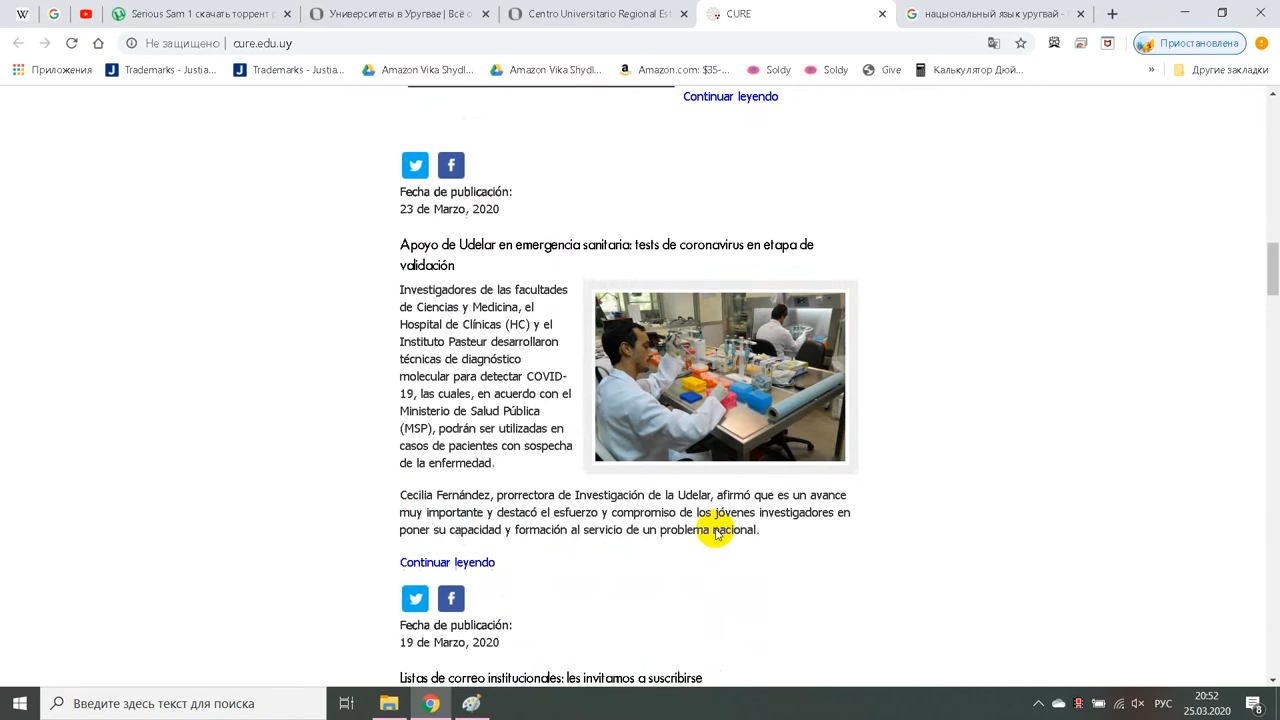 Serious Sam 1 скачать торрент р
Университеты в Уругвае | Всё о
Centro Universitario Regional Est
CURE
национальный язык уругвай -
Не защищено
cure.edu.uy
Приостановлена
Приложения
Trademarks - Justia...
Trademarks - Justia...
Amazon Vika Shydl...
Amazon Vika Shydl...
Amazon.com: $35-...
Soldy
Soldy
Give
Калькулятор Дюй...
»
Другие закладки
Continuar leyendo
Fecha de publicación:
23 de Marzo, 2020
Apoyo de Udelar en emergencia sanitaria: tests de coronavirus en etapa de
validación
Investigadores de las facultades
de Ciencias y Medicina, el
Hospital de Clínicas (HC) y el
Instituto Pasteur desarrollaron
técnicas de diagnóstico
molecular para detectar COVID-
19, las cuales, en acuerdo con el
Ministerio de Salud Pública
(MSP), podrán ser utilizadas en
casos de pacientes con sospecha
de la enfermedad.
Cecilia Fernández, prorrectora de Investigación de la Udelar, afirmó que es un avance
muy importante y destacó el esfuerzo y compromiso de los jóvenes investigadores en
poner su capacidad y formación al servicio de un problema nacional.
Continuar leyendo
Fecha de publicación:
19 de Marzo, 2020
Listas de correo institucionales: les invitamos a suscribirse
Введите здесь текст для поиска
РУС
20:52
25.03.2020
8